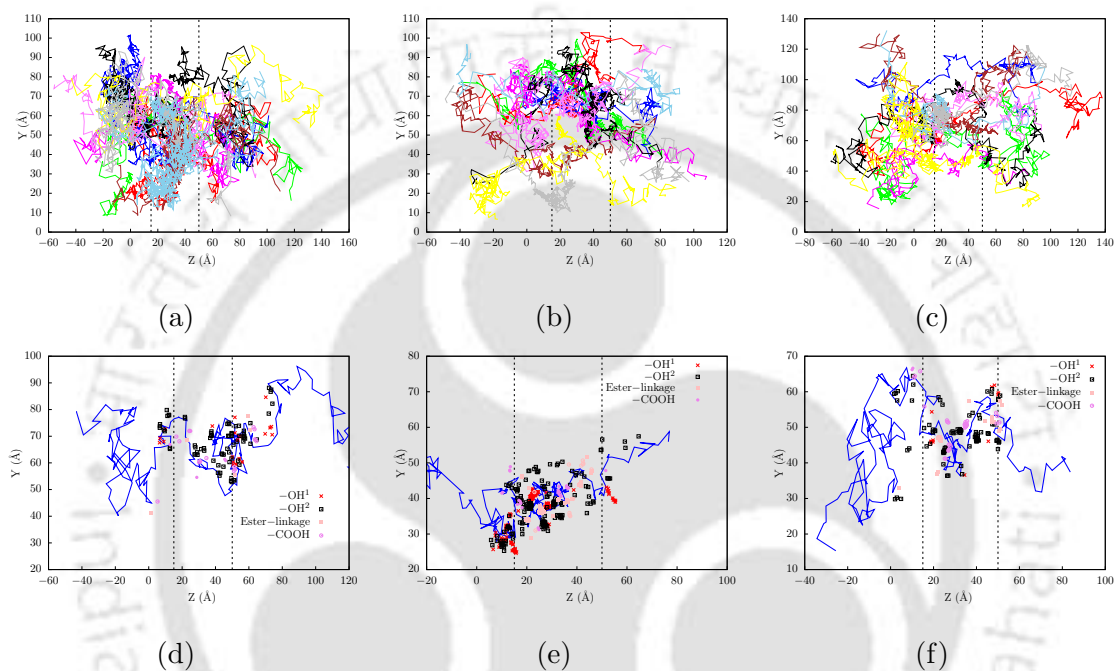 110
100
90
80
70
60
50
40
30
20
10
0
Y (Å)
−60 −40 −20 0 20 40 60 80 100 120 140 160
Z (Å)
(a)
110
100
90
80
70
60
50
40
30
20
10
0
Y (Å)
−60 −40 −20 0 20 40 60 80 100 120
Z (Å)
(b)
140
120
100
80
60
40
20
0
Y (Å)
−80 −60 −40 −20 0 20 40 60 80 100 120 140
Z (Å)
(c)
100
90
80
70
60
50
40
30
20
Y (Å)
−OH¹
−OH²
Ester−linkage
−COOH
−60 −40 −20 0 20 40 60 80 100 120
Z (Å)
(d)
80
70
60
50
40
30
20
Y (Å)
−OH¹
−OH²
Ester−linkage
−COOH
−20 0 20 40 60 80 100
Z (Å)
(e)
70
60
50
40
30
20
10
Y (Å)
−OH¹
−OH²
Ester−linkage
−COOH
−40 −20 0 20 40 60 80 100
Z (Å)
(f)